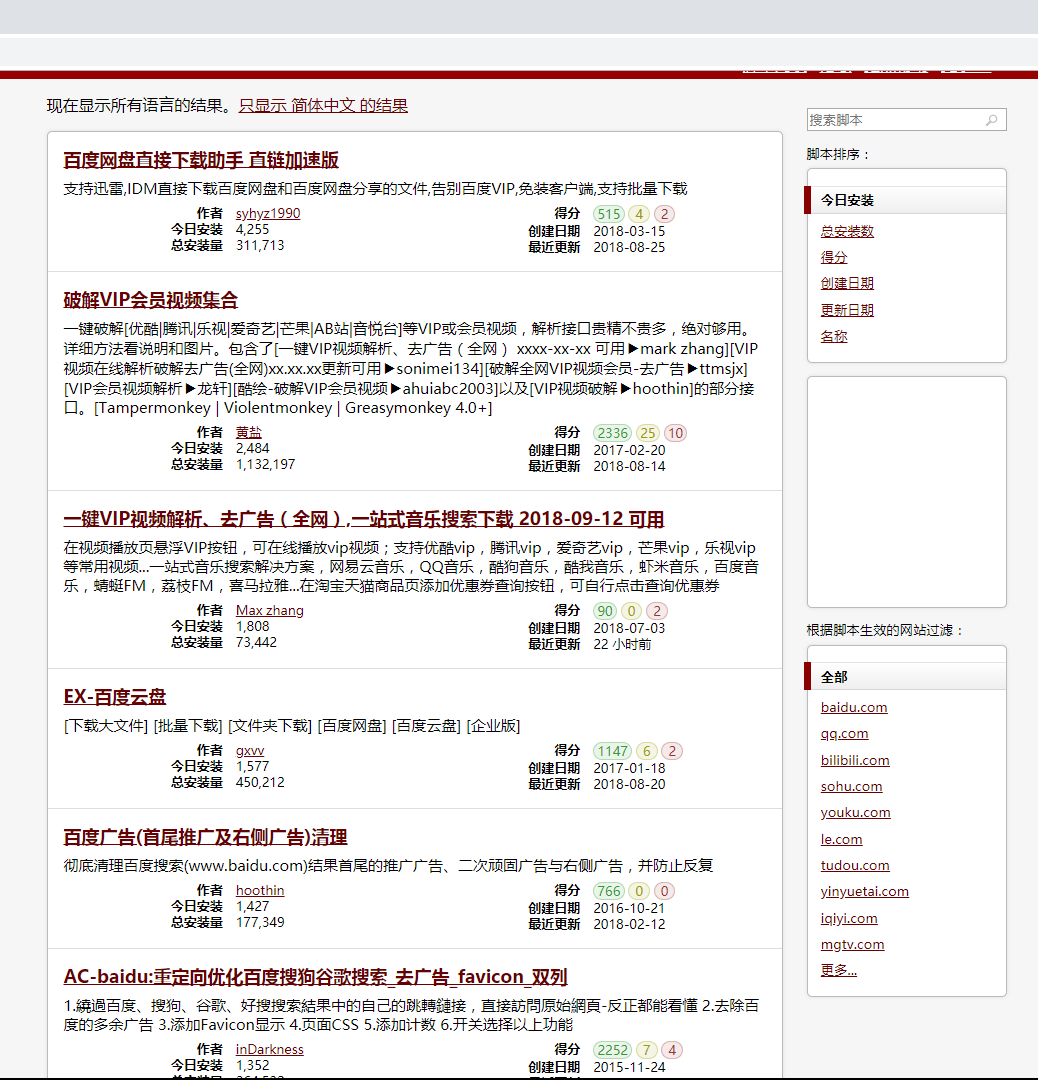 现在显示所有语言的结果。只显示 简体中文 的结果
百度网盘直接下载助手 直链加速版
支持迅雷,IDM直接下载百度网盘和百度网盘分享的文件,告别百度VIP,免装客户端,支持批量下载
作者 syhyz1990 得分 515 4 2
今日安装 4,255 创建日期 2018-03-15
总安装量 311,713 最近更新 2018-08-25
破解VIP会员视频集合
一键破解[优酷|腾讯|乐视|爱奇艺|芒果|AB站|音悦台]等VIP或会员视频，解析接口贵精不贵多，绝对够用。
详细方法看说明和图片。包含了[一键VIP视频解析、去广告（全网） xxxx-xx-xx 可用▶mark zhang][VIP
视频在线解析破解去广告(全网)xx.xx.xx更新可用▶sonimei134][破解全网VIP视频会员-去广告▶ttmsjx]
[VIP会员视频解析▶龙轩][酷绘-破解VIP会员视频▶ahuiabc2003]以及[VIP视频破解▶hoothin]的部分接
口。[Tampermonkey | Violentmonkey | Greasymonkey 4.0+]
作者 黄盐 得分 2336 25 10
今日安装 2,484 创建日期 2017-02-20
总安装量 1,132,197 最近更新 2018-08-14
一键VIP视频解析、去广告（全网）,一站式音乐搜索下载 2018-09-12 可用
在视频播放页悬浮VIP按钮，可在线播放vip视频；支持优酷vip，腾讯vip，爱奇艺vip，芒果vip，乐视vip
等常用视频...一站式音乐搜索解决方案，网易云音乐，QQ音乐，酷狗音乐，酷我音乐，虾米音乐，百度音
乐，蜻蜓FM，荔枝FM，喜马拉雅...在淘宝天猫商品页添加优惠券查询按钮，可自行点击查询优惠券
作者 Max zhang 得分 90 0 2
今日安装 1,808 创建日期 2018-07-03
总安装量 73,442 最近更新 22 小时前
EX-百度云盘
[下载大文件] [批量下载] [文件夹下载] [百度网盘] [百度云盘] [企业版]
作者 gxvv 得分 1147 6 2
今日安装 1,577 创建日期 2017-01-18
总安装量 450,212 最近更新 2018-08-20
百度广告(首尾推广及右侧广告)清理
彻底清理百度搜索(www.baidu.com)结果首尾的推广广告、二次顽固广告与右侧广告，并防止反复
作者 hoothin 得分 766 0 0
今日安装 1,427 创建日期 2016-10-21
总安装量 177,349 最近更新 2018-02-12
AC-baidu:重定向优化百度搜狗谷歌搜索_去广告_favicon_双列
1.繞過百度、搜狗、谷歌、好搜搜索結果中的自己的跳轉鏈接，直接訪問原始網頁-反正都能看懂 2.去除百
度的多余广告 3.添加Favicon显示 4.页面CSS 5.添加计数 6.开关选择以上功能
作者 inDarkness 得分 2252 7 4
今日安装 1,352 创建日期 2015-11-24
搜索脚本
脚本排序：
今日安装
总安装数
得分
创建日期
更新日期
名称
根据脚本生效的网站过滤：
全部
baidu.com
qq.com
bilibili.com
sohu.com
youku.com
le.com
tudou.com
yinyuetai.com
iqiyi.com
mgtv.com
更多...